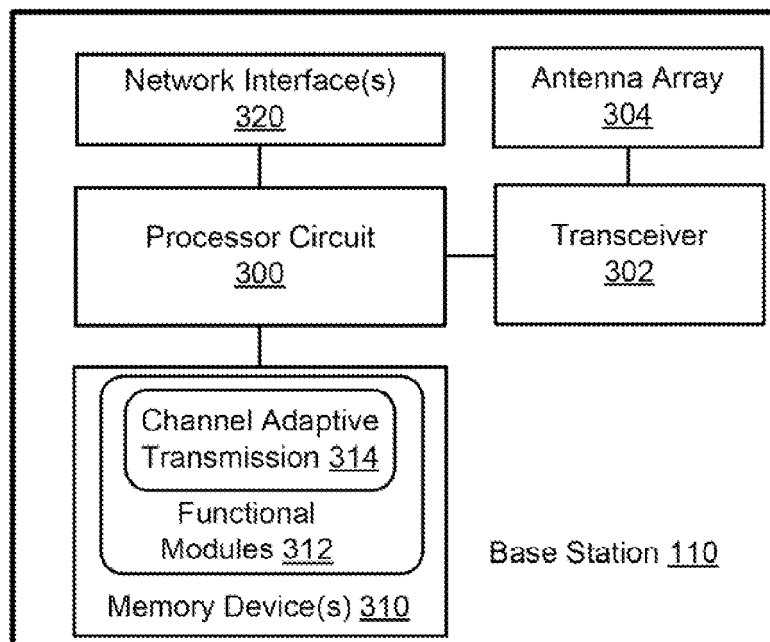 Network Interface(s)
320
Antenna Array
304
Processor Circuit
300
Transceiver
302
Channel Adaptive
Transmission 314
Functional
Modules 312
Memory Device(s) 310
Base Station 110